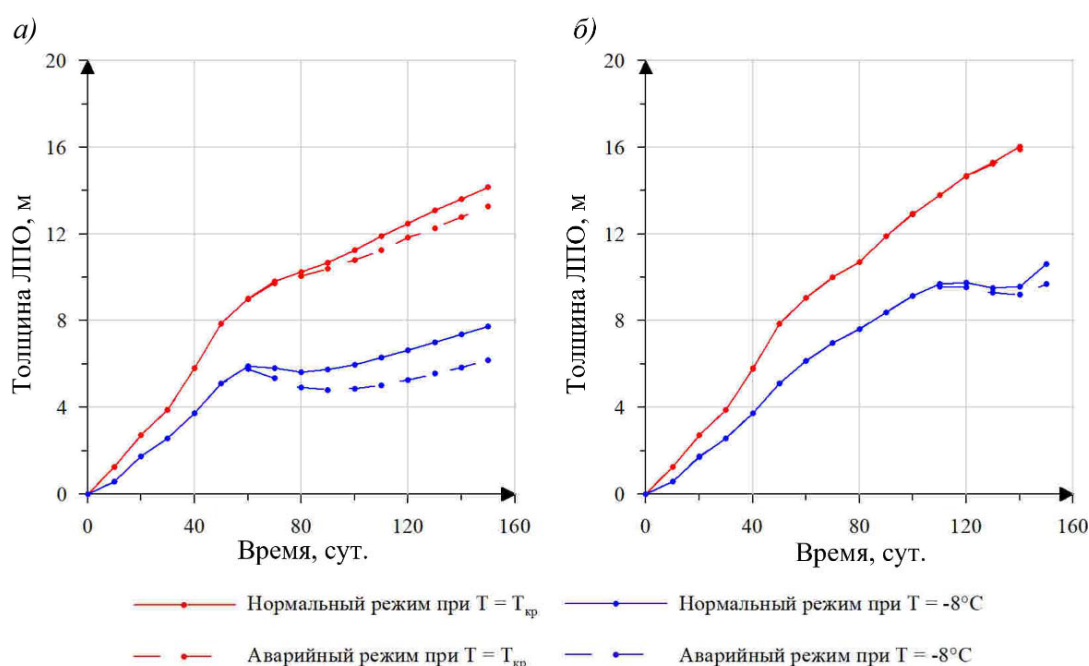 а)
б)
20
16
12
8
4
0
Толщина ЛПО, м
0
40
80
120
160
Время, сут.
20
16
12
8
4
0
Толщина ЛПО, м
0
40
80
120
160
Время, сут.
Нормальный режим при T = Tкр
Нормальный режим при T = -8°C
Аварийный режим при T = Tкр
Аварийный режим при T = -8°C